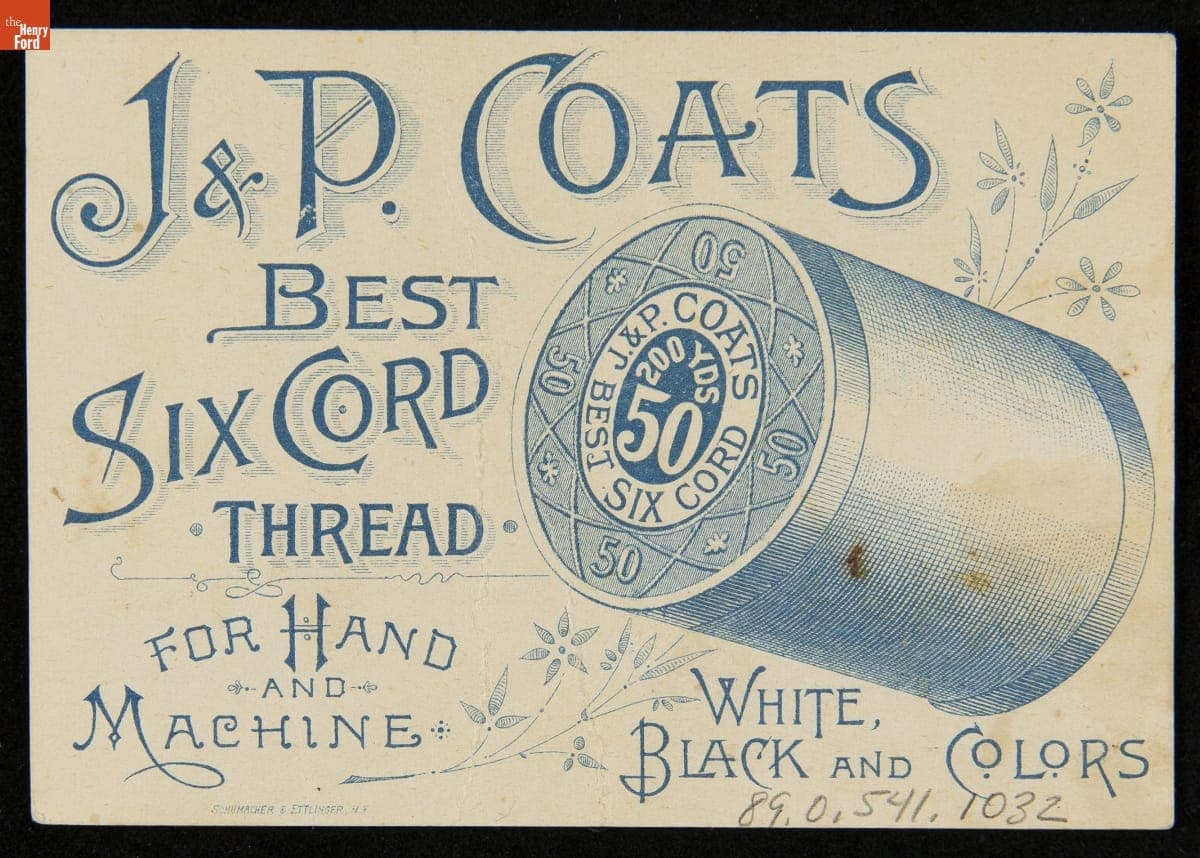 the
Henry
Ford
J & P. COATS
BEST
SIX CORD
THREAD
FOR HAND
AND
MACHINE
50
50
50
50
J. & P. COATS
200 YDS
50
BEST SIX CORD
WHITE,
BLACK AND COLORS
SCHUMACHER & ETTLINGER, N.Y.
89.0.541.1032